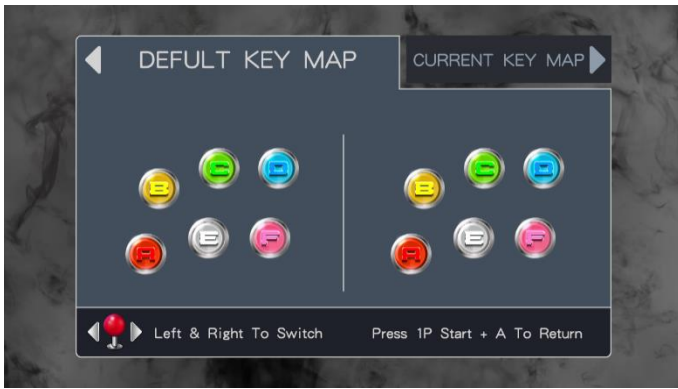 DEFULT KEY MAP
CURRENT KEY MAP
B C D B C D
A E F A E F
Left & Right To Switch
Press 1P Start + A To Return